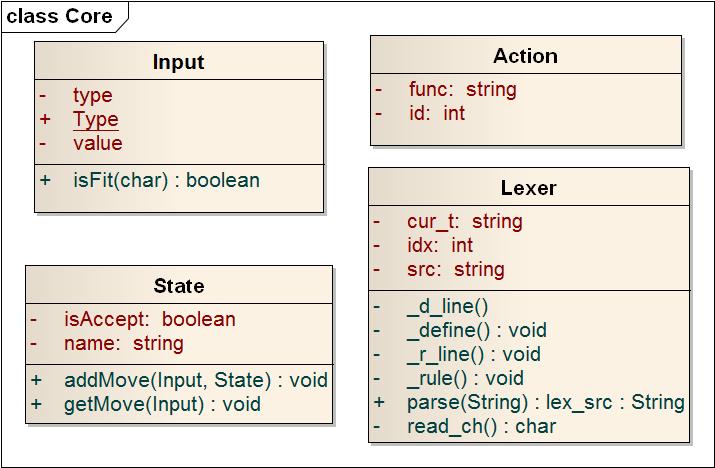 class Core
Input
- type
+ Type
- value
+ isFit(char) : boolean
Action
- func: string
- id: int
Lexer
- cur_t: string
- idx: int
- src: string
- _d_line()
- _define() : void
- _r_line() : void
- _rule() : void
+ parse(String) : lex_src : String
- read_ch() : char
State
- isAccept: boolean
- name: string
+ addMove(Input, State) : void
+ getMove(Input) : void